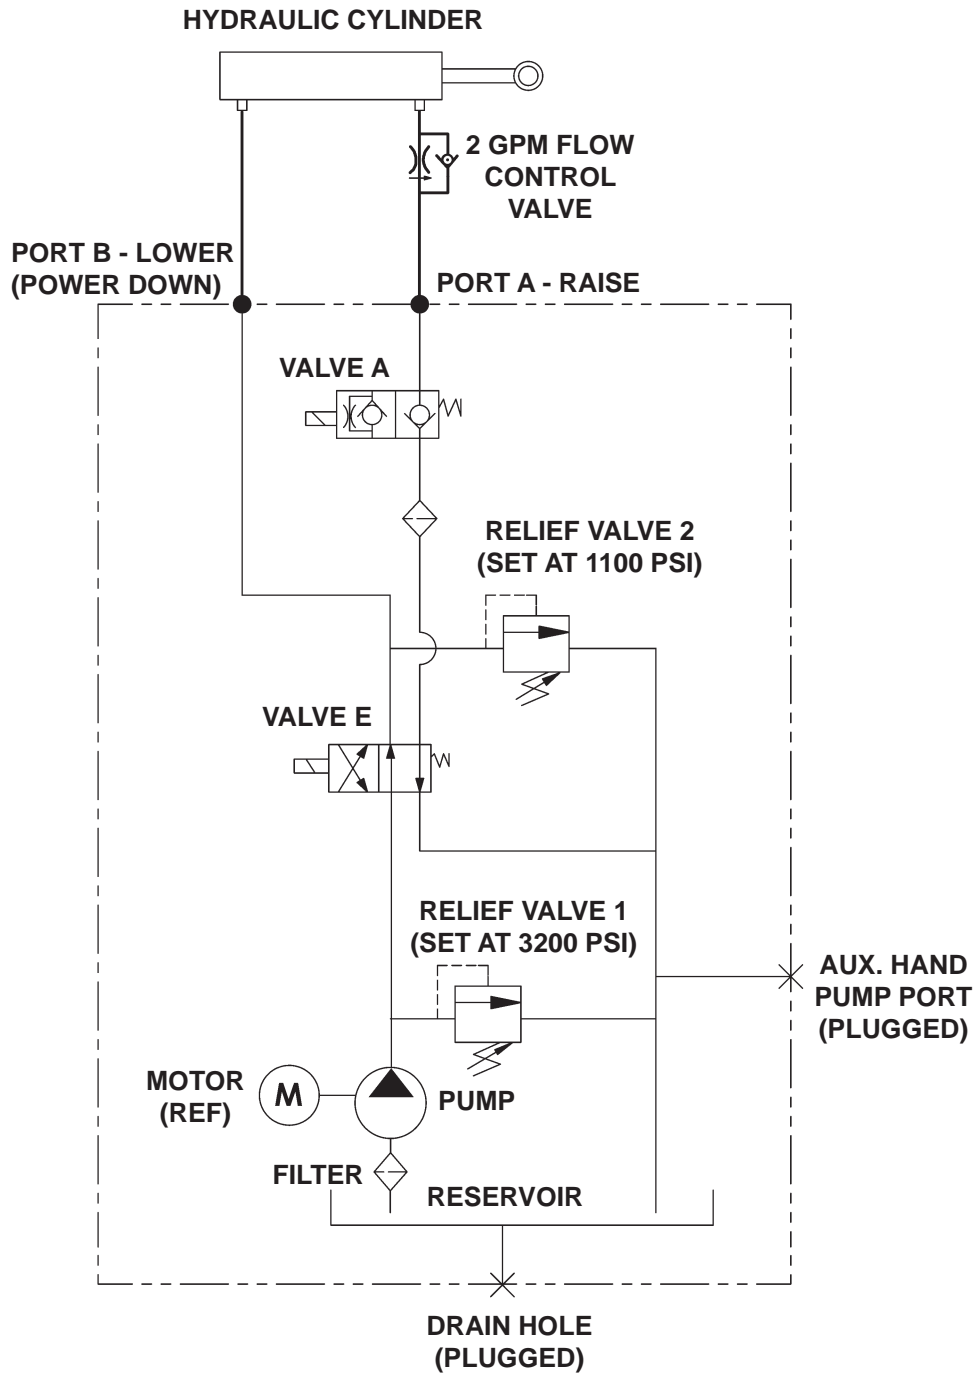 HYDRAULIC CYLINDER
2 GPM FLOW
CONTROL
VALVE
PORT B - LOWER
(POWER DOWN)
PORT A - RAISE
VALVE A
RELIEF VALVE 2
(SET AT 1100 PSI)
VALVE E
RELIEF VALVE 1
(SET AT 3200 PSI)
AUX. HAND
PUMP PORT
(PLUGGED)
MOTOR
(REF)
M
PUMP
FILTER
RESERVOIR
DRAIN HOLE
(PLUGGED)